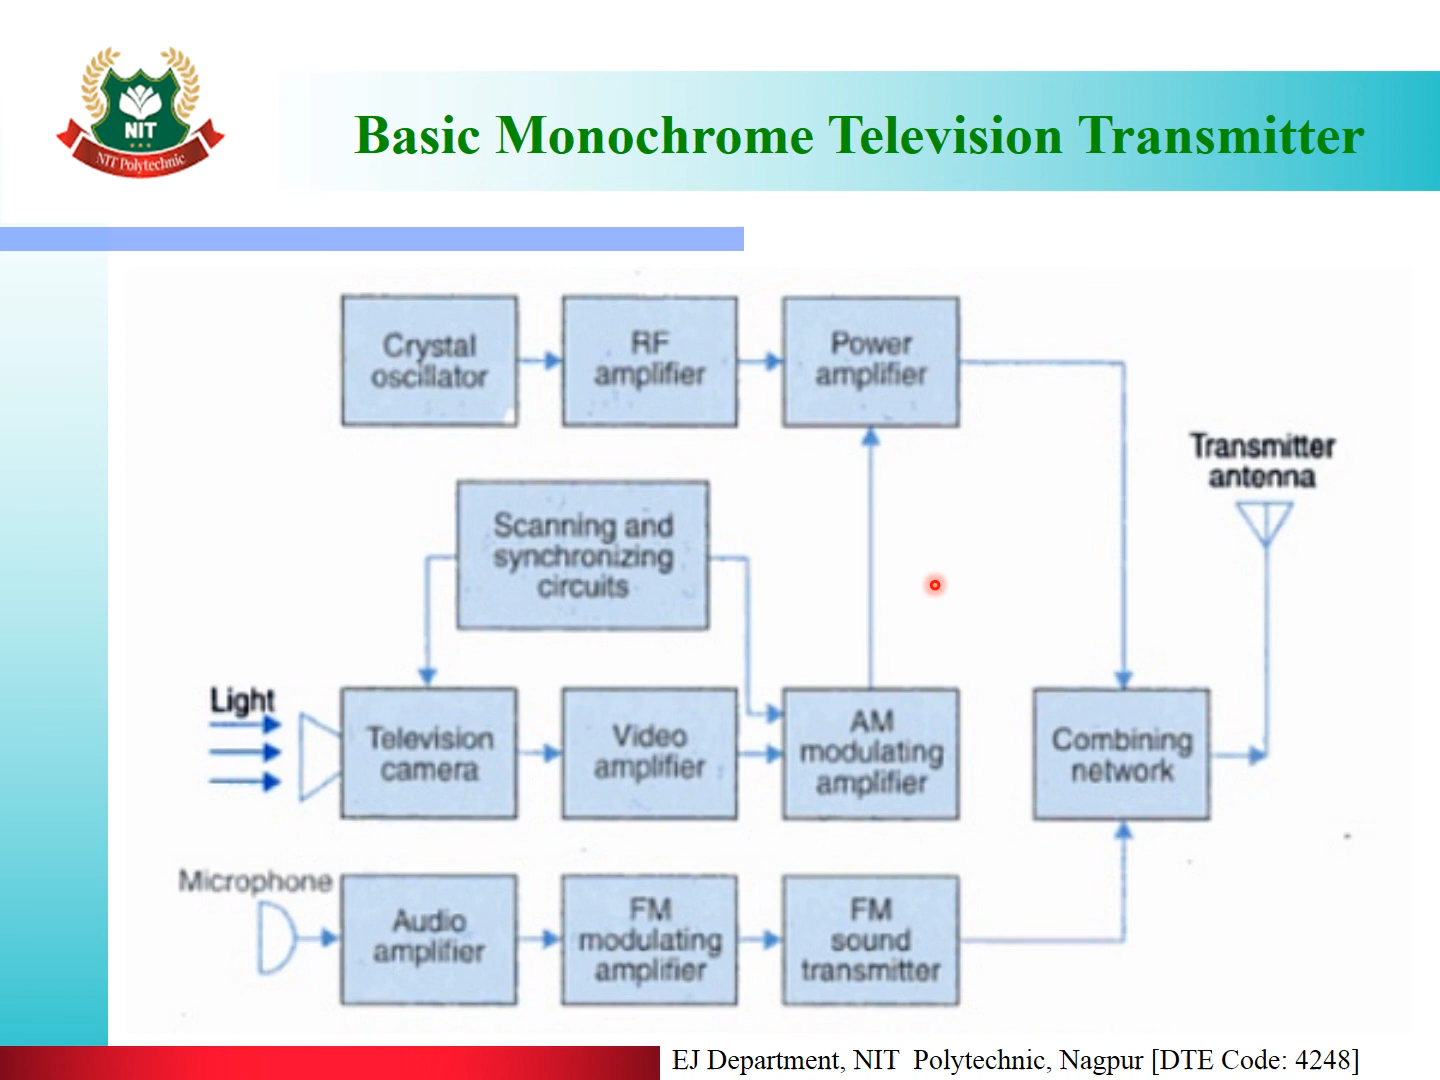 NIT
NIT Polytechnic
Basic Monochrome Television Transmitter
Crystal
oscillator
RF
amplifier
Power
amplifier
Transmitter
antenna
Scanning and
synchronizing
circuits
Light
Television
camera
Video
amplifier
AM
modulating
amplifier
Combining
network
Microphone
Audio
amplifier
FM
modulating
amplifier
FM
sound
transmitter
EJ Department, NIT  Polytechnic, Nagpur [DTE Code: 4248]